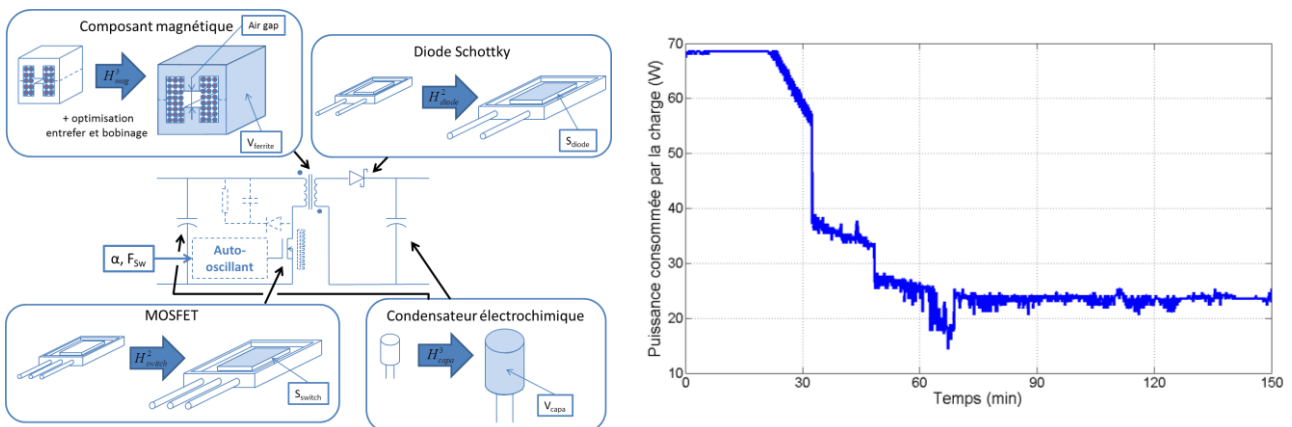 Composant magnétique
Air gap
H³mag
+ optimisation
entrefer et bobinage
Vferrite
Diode Schottky
H²diode
Sdiode
α, FSw
Auto-
oscillant
MOSFET
H²switch
Sswitch
Condensateur électrochimique
H³capa
Vcapa
Puissance consommée par la charge (W)
70
60
50
40
30
20
10
0
30
60
90
120
150
Temps (min)